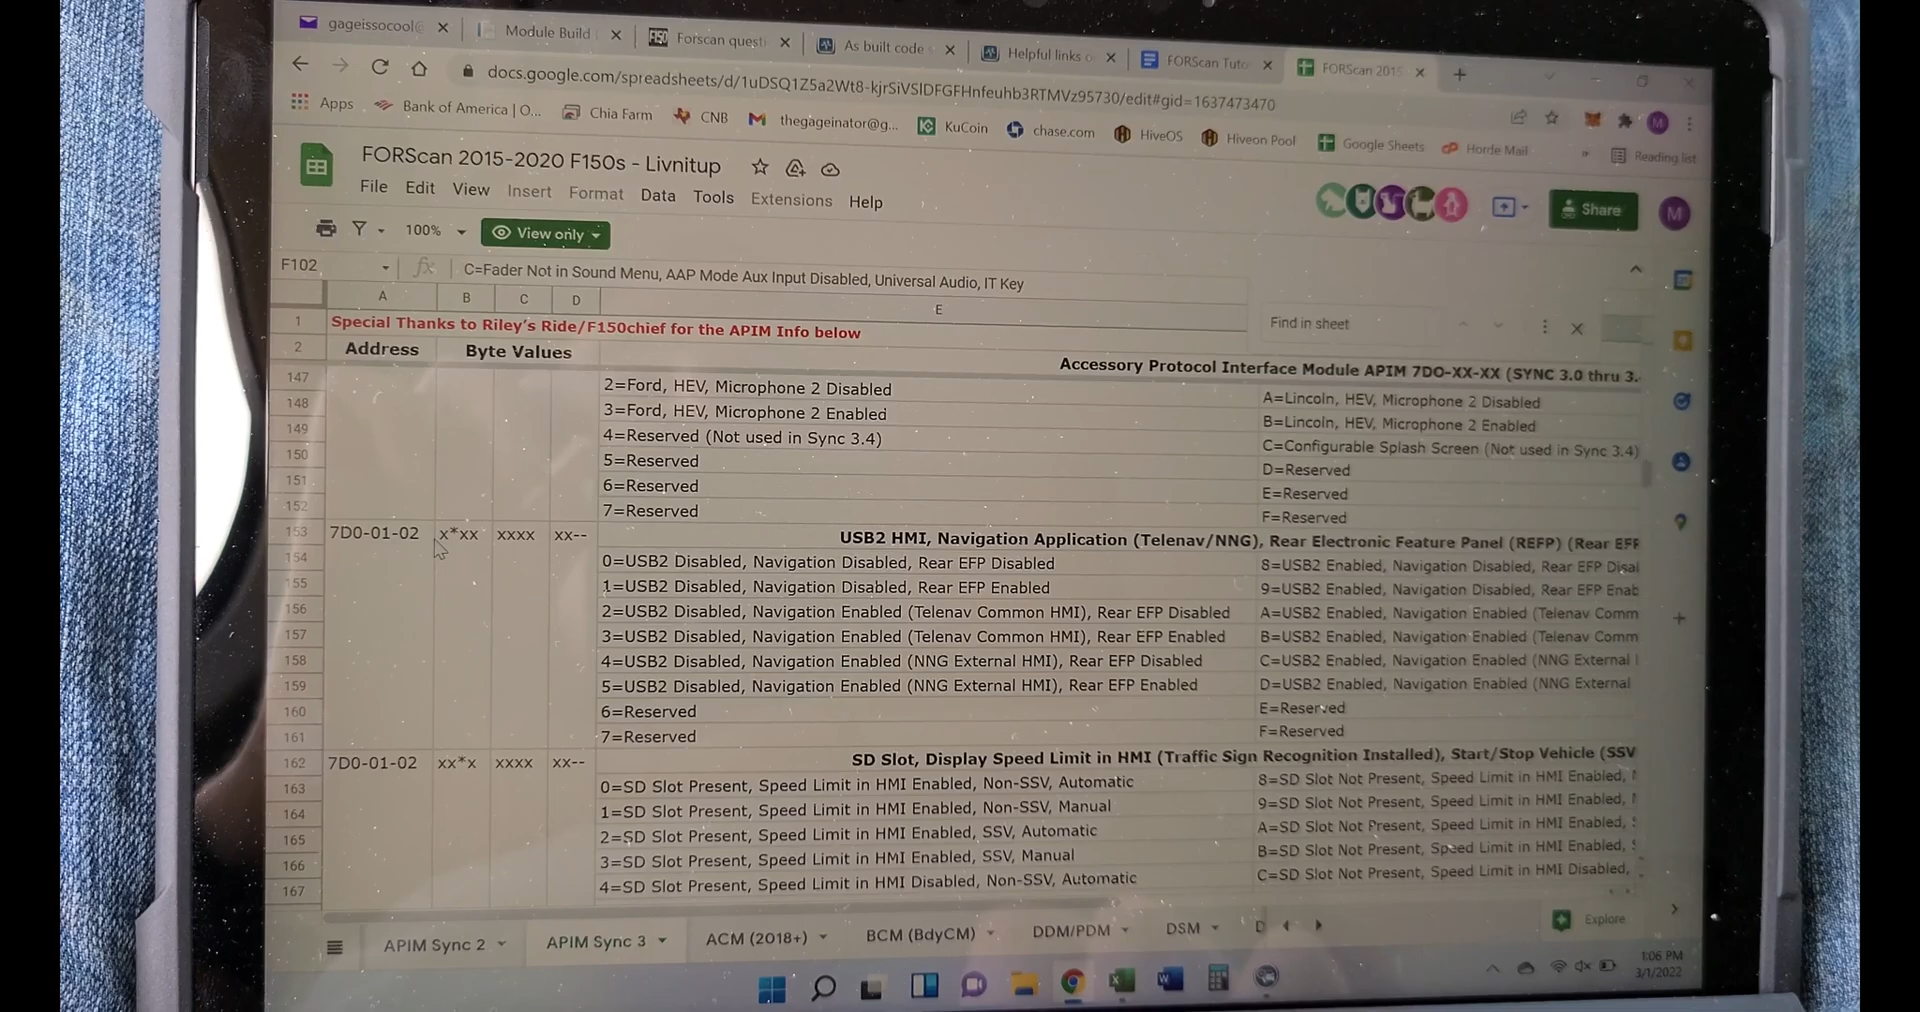 gageissocool@
Module Build
Forscan quest
As built code
Helpful links o
FORScan Tuto
FORScan 2015
docs.google.com/spreadsheets/d/1uDSQ1Z5a2Wt8-kjrSiVSlDFGFHnfeuhb3RTMVz95730/edit#gid=1637473470
Apps
Bank of America | O...
Chia Farm
CNB
thegageinator@g...
KuCoin
chase.com
HiveOS
Hiveon Pool
Google Sheets
Horde Mail
Reading list
FORScan 2015-2020 F150s - Livnitup
File Edit View Insert Format Data Tools Extensions Help
Share
M
100%
View only
F102
fx C=Fader Not in Sound Menu, AAP Mode Aux Input Disabled, Universal Audio, IT Key
A B C D E
Find in sheet
1 Special Thanks to Riley's Ride/F150chief for the APIM Info below
2 Address Byte Values Accessory Protocol Interface Module APIM 7DO-XX-XX (SYNC 3.0 thru 3.
147 2=Ford, HEV, Microphone 2 Disabled A=Lincoln, HEV, Microphone 2 Disabled
148 3=Ford, HEV, Microphone 2 Enabled B=Lincoln, HEV, Microphone 2 Enabled
149 4=Reserved (Not used in Sync 3.4) C=Configurable Splash Screen (Not used in Sync 3.4)
150 5=Reserved D=Reserved
151 6=Reserved E=Reserved
152 7=Reserved F=Reserved
153 7D0-01-02 x*xx xxxx xx-- USB2 HMI, Navigation Application (Telenav/NNG), Rear Electronic Feature Panel (REFP) (Rear EFP
154 0=USB2 Disabled, Navigation Disabled, Rear EFP Disabled 8=USB2 Enabled, Navigation Disabled, Rear EFP Disal
155 1=USB2 Disabled, Navigation Disabled, Rear EFP Enabled 9=USB2 Enabled, Navigation Disabled, Rear EFP Enab
156 2=USB2 Disabled, Navigation Enabled (Telenav Common HMI), Rear EFP Disabled A=USB2 Enabled, Navigation Enabled (Telenav Comm
157 3=USB2 Disabled, Navigation Enabled (Telenav Common HMI), Rear EFP Enabled B=USB2 Enabled, Navigation Enabled (Telenav Comm
158 4=USB2 Disabled, Navigation Enabled (NNG External HMI), Rear EFP Disabled C=USB2 Enabled, Navigation Enabled (NNG External
159 5=USB2 Disabled, Navigation Enabled (NNG External HMI), Rear EFP Enabled D=USB2 Enabled, Navigation Enabled (NNG External
160 6=Reserved E=Reserved
161 7=Reserved F=Reserved
162 7D0-01-02 xx*x xxxx xx-- SD Slot, Display Speed Limit in HMI (Traffic Sign Recognition Installed), Start/Stop Vehicle (SSV
163 0=SD Slot Present, Speed Limit in HMI Enabled, Non-SSV, Automatic 8=SD Slot Not Present, Speed Limit in HMI Enabled,
164 1=SD Slot Present, Speed Limit in HMI Enabled, Non-SSV, Manual 9=SD Slot Not Present, Speed Limit in HMI Enabled,
165 2=SD Slot Present, Speed Limit in HMI Enabled, SSV, Automatic A=SD Slot Not Present, Speed Limit in HMI Enabled,
166 3=SD Slot Present, Speed Limit in HMI Enabled, SSV, Manual B=SD Slot Not Present, Speed Limit in HMI Enabled,
167 4=SD Slot Present, Speed Limit in HMI Disabled, Non-SSV, Automatic C=SD Slot Not Present, Speed Limit in HMI Disabled,
Explore
APIM Sync 2 APIM Sync 3 ACM (2018+) BCM (BdyCM) DDM/PDM DSM D
1:06 PM
3/1/2022